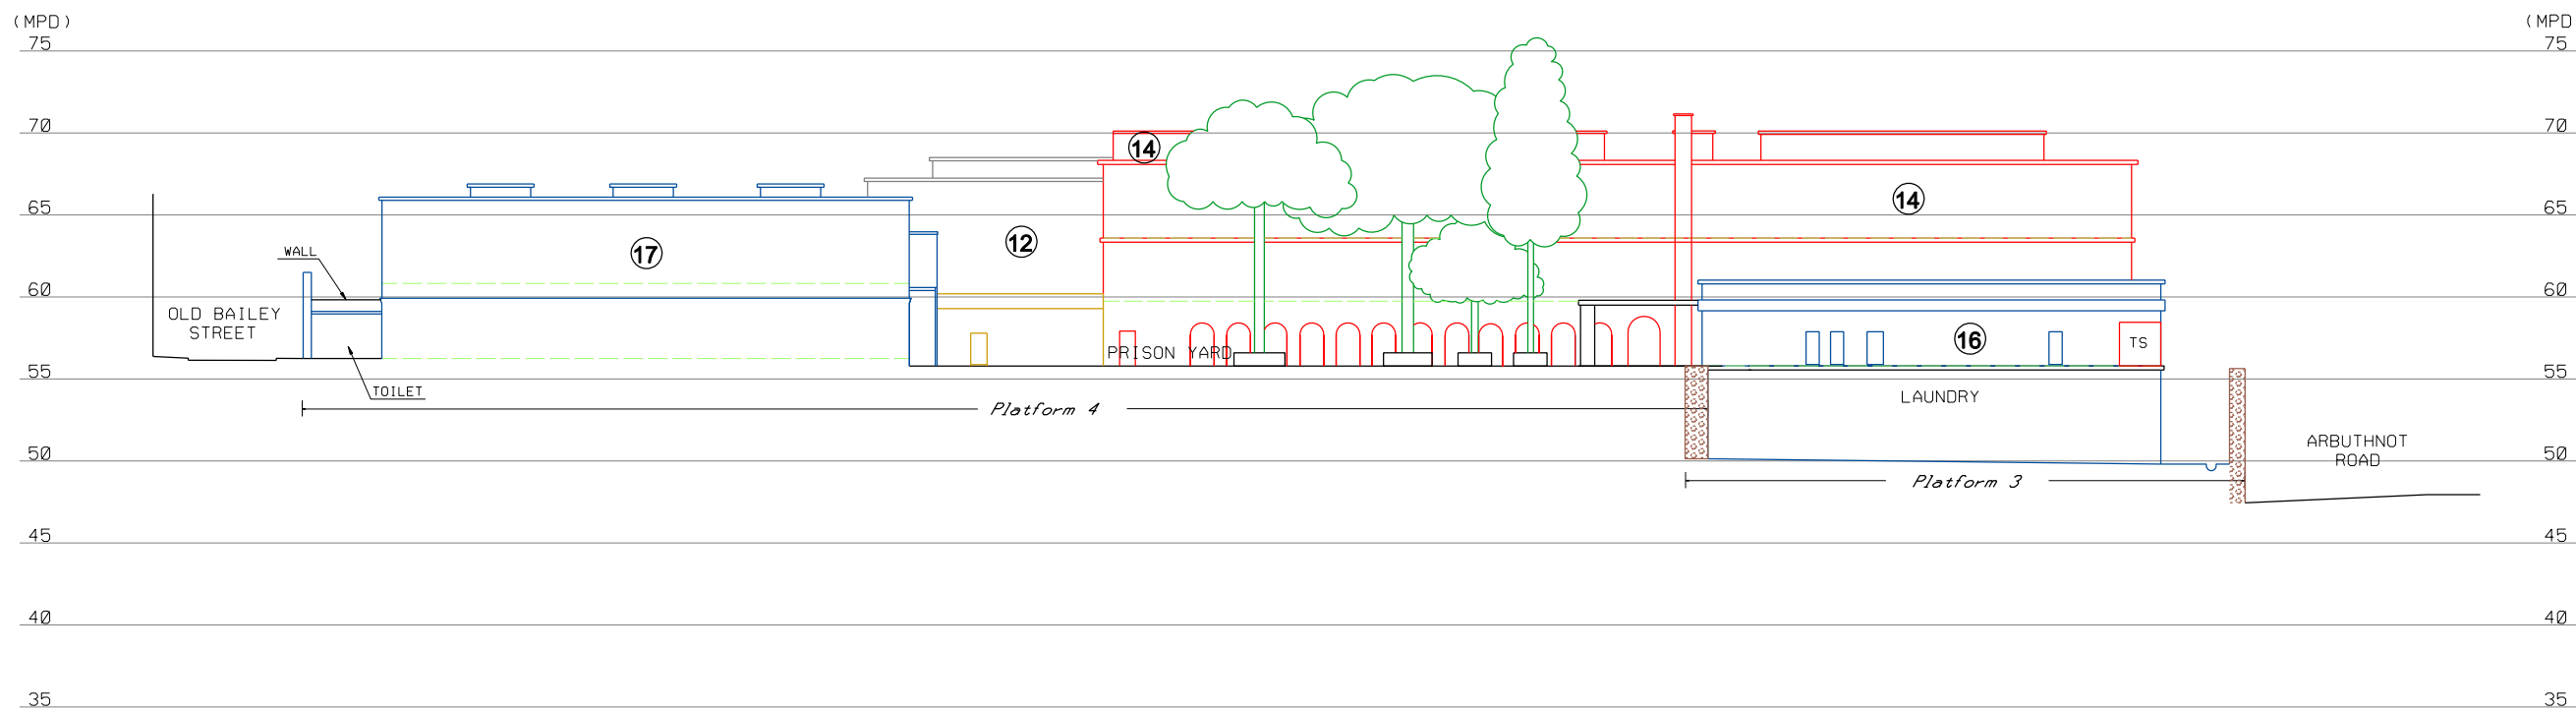 (MPD)
(MPD
75
75
70
70
14
65
65
14
12
WALL
17
60
60
OLD BAILEY
STREET
PRISON YARD
16
TS
55
55
TOILET
LAUNDRY
Platform 4
50
50
ARBUTHNOT
ROAD
Platform 3
45
45
40
40
35
35